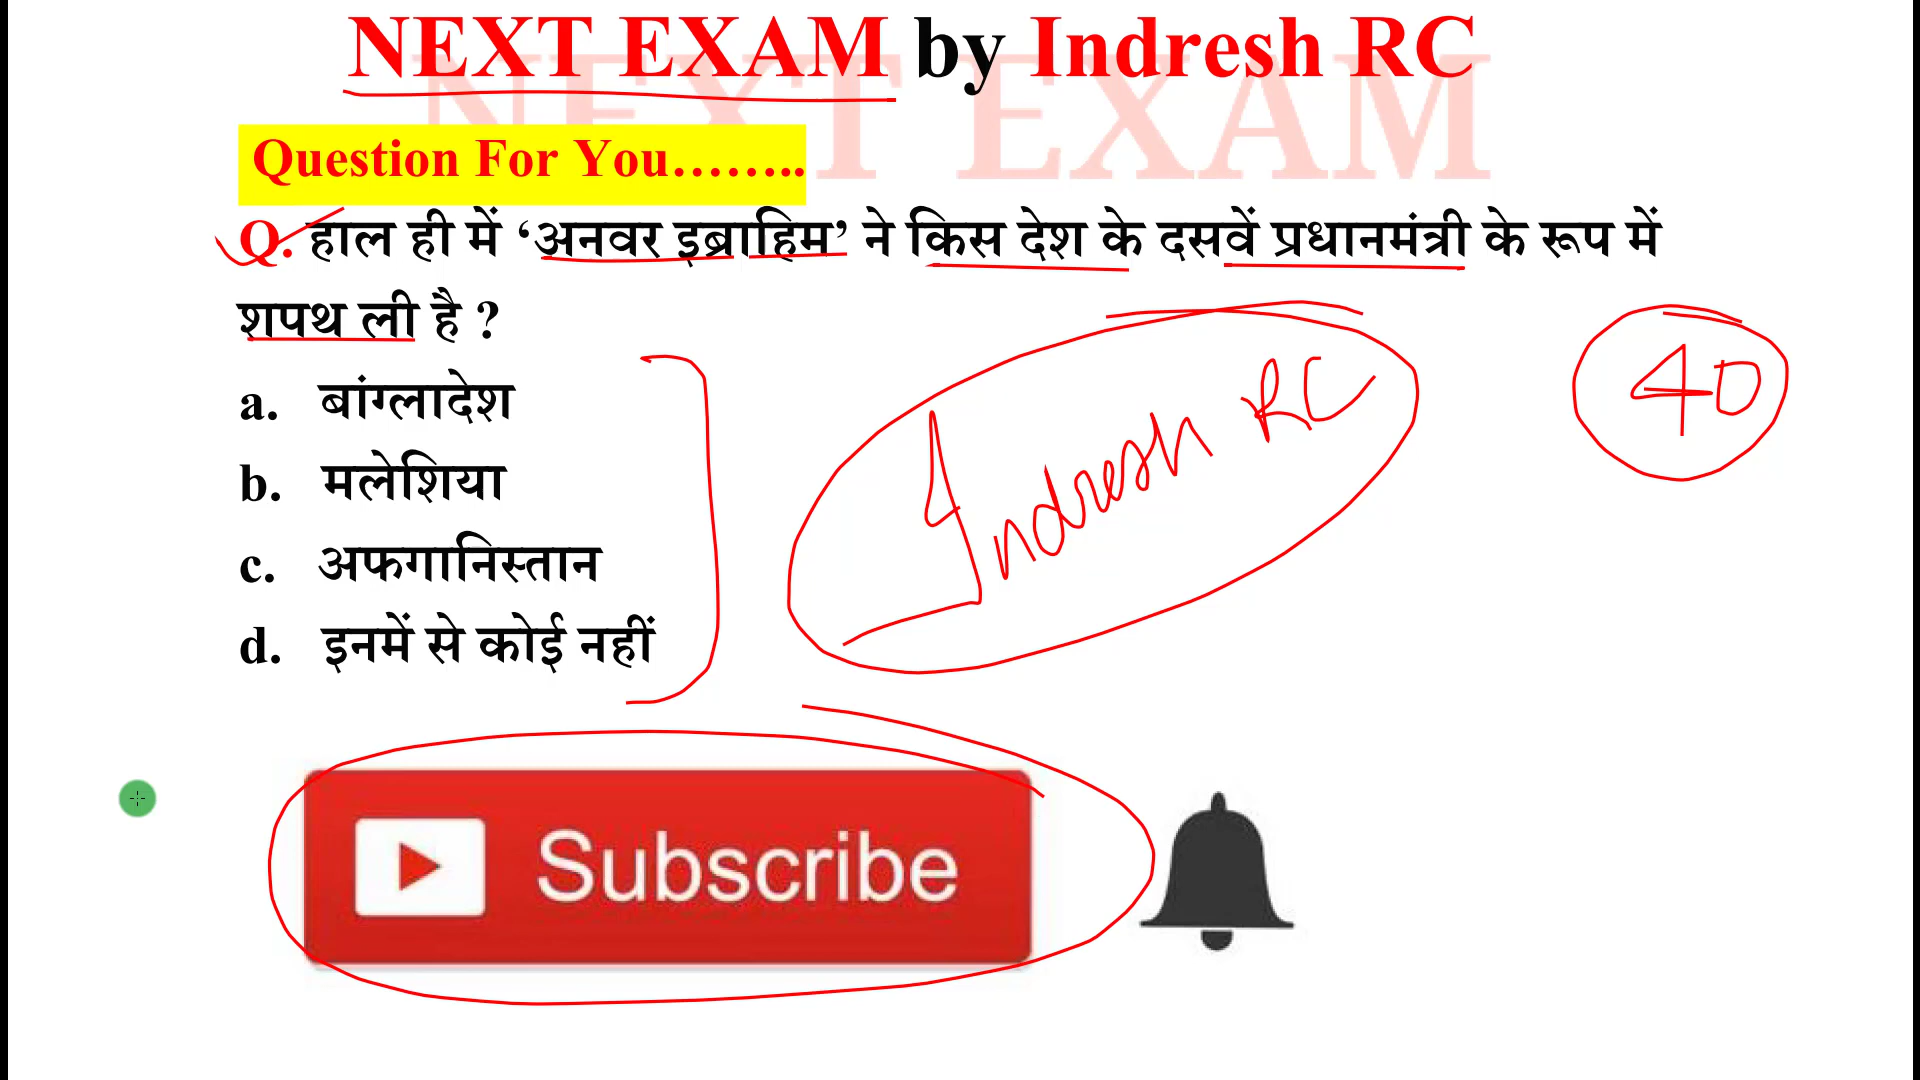 NEXT EXAM by Indresh RC
NEXT EXAM
Question For You……..
Q. हाल ही में ‘अनवर इब्राहिम’ ने किस देश के दसवें प्रधानमंत्री के रूप में
शपथ ली है ?
a. बांग्लादेश
b. मलेशिया
c. अफगानिस्तान
d. इनमें से कोई नहीं
Indresh RC
40
Subscribe